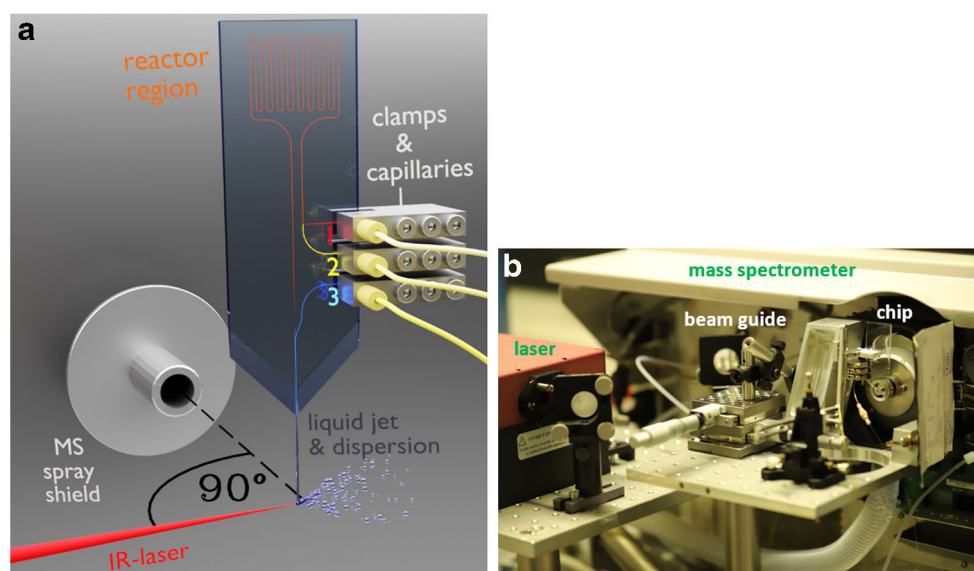 a
reactor
region
clamps
&
capillaries
1
2
3
MS
spray
shield
liquid jet
& dispersion
90°
IR-laser
b
mass spectrometer
beam guide
chip
laser